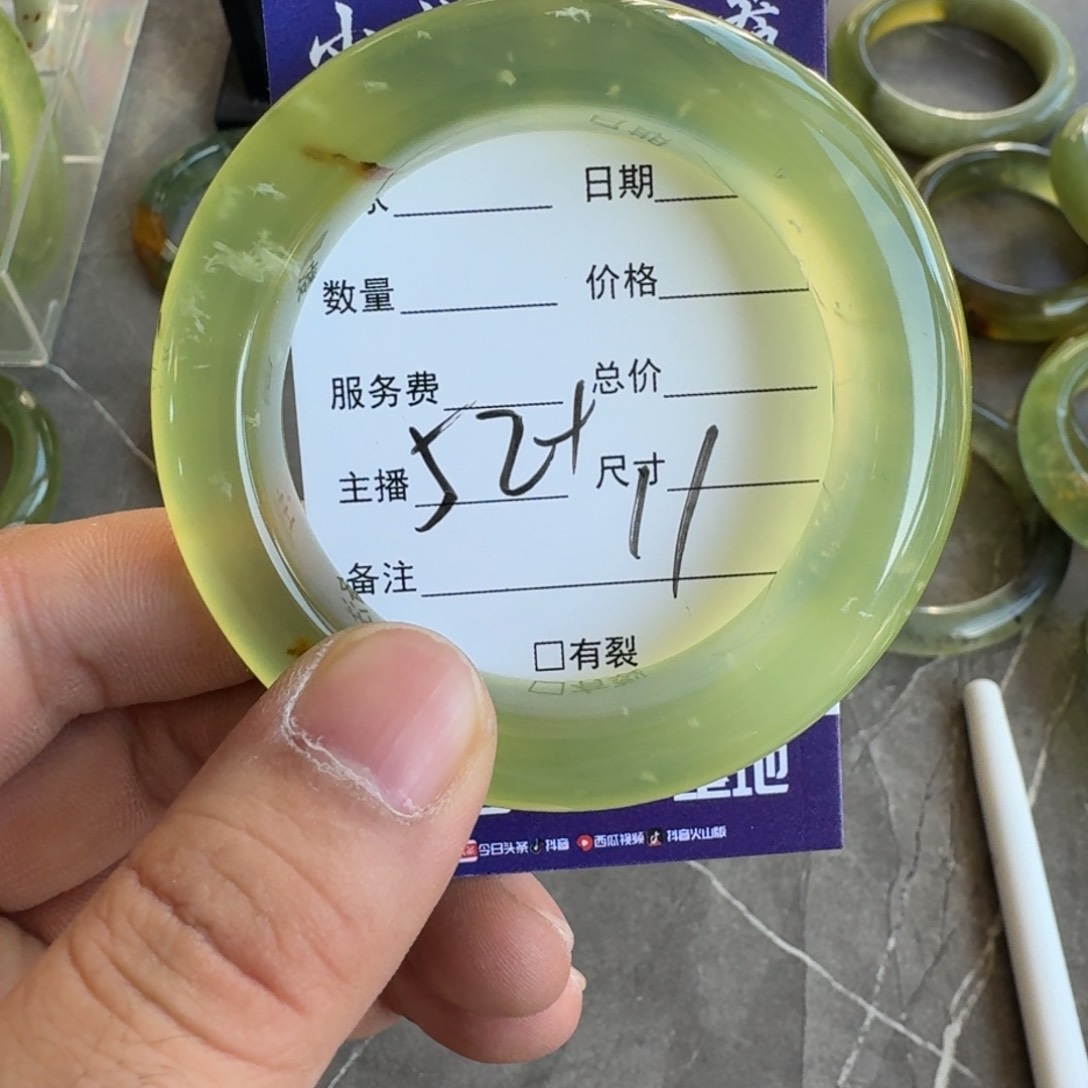 日期
数量 价格
服务费 总价
主播 尺寸
52+ 11
备注
□有裂
今日头条 抖音 西瓜视频 抖音火山版